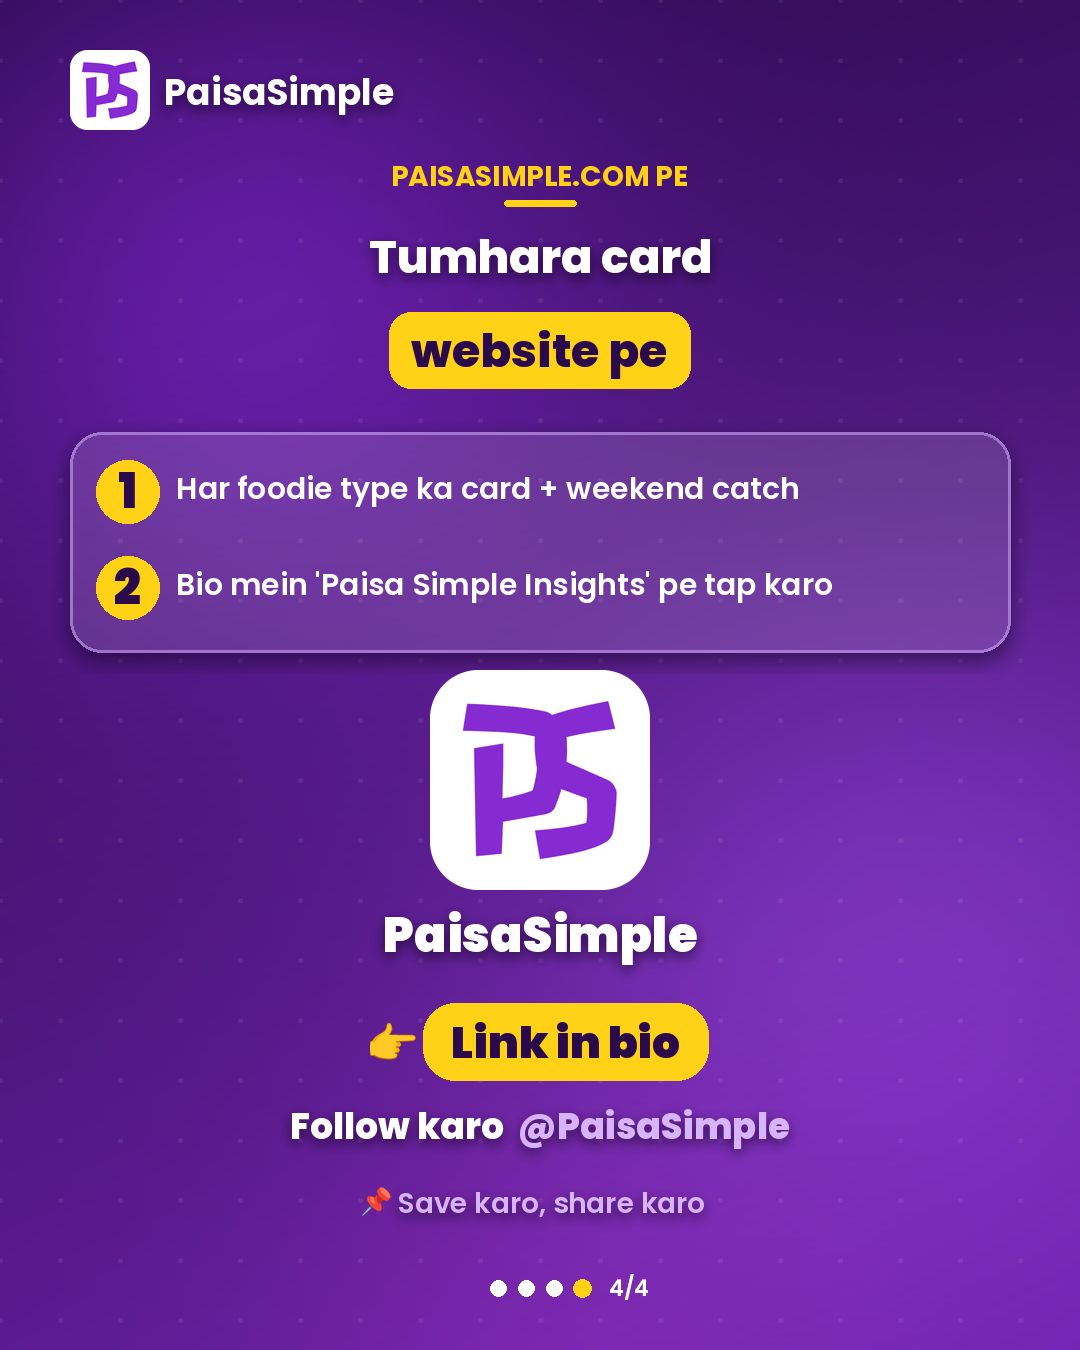 PS PaisaSimple
PAISASIMPLE.COM PE
Tumhara card
website pe
1 Har foodie type ka card + weekend catch
2 Bio mein 'Paisa Simple Insights' pe tap karo
PS
PaisaSimple
👉 Link in bio
Follow karo @PaisaSimple
📌 Save karo, share karo
4/4